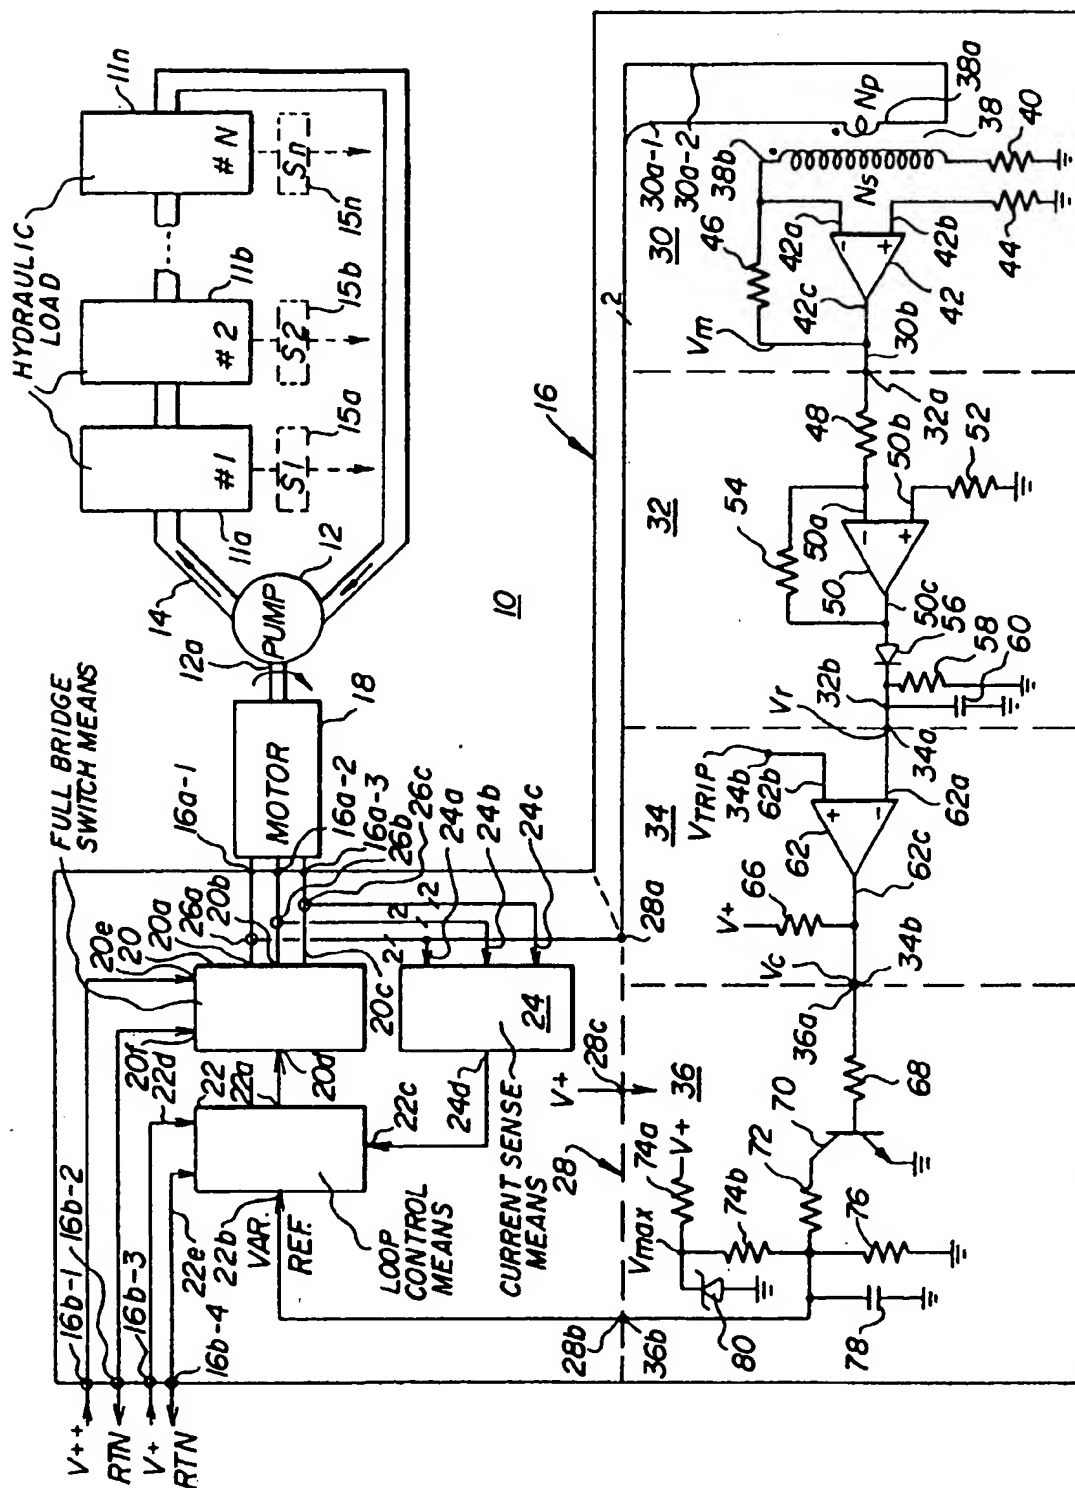 HYDRAULIC
LOAD
11n
# N
Sn
15n
11b
# 2
S2
15b
# 1
S1
15a
11a
14
12
PUMP
12a
10
16
18
MOTOR
FULL BRIDGE
SWITCH MEANS
16a-1
16a-2
16a-3
26b
26c
24a
24b
24c
20e
20
20a
26a
20b
20c
2
2
2
28a
20f
22d
22
22a
20d
24
24d
22c
CURRENT SENSE
MEANS
V+
28c
28
16b-2
16b-1
16b-3
22e
22b
16b-4
VAR.
REF.
LOOP
CONTROL
MEANS
V++
RTN
V+
RTN
28b
36b
36
74a
V+
Vmax
74b
72
70
76
80
78
68
36a
Vc
34b
V+
66
34
VTRIP
34b
62b
62
62c
62a
34a
Vr
32b
32
54
50a
50
50c
56
58
60
50b
52
48
32a
2
30
Vm
46
38b
30a-2
30a-1
Ns
Np
38a
38
40
42a
42b
42c
42
44
30b